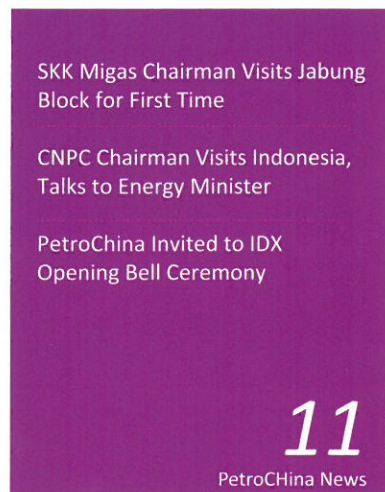 SKK Migas Chairman Visits Jabung
Block for First Time
CNPC Chairman Visits Indonesia,
Talks to Energy Minister
PetroChina Invited to IDX
Opening Bell Ceremony
11
PetroCHina News